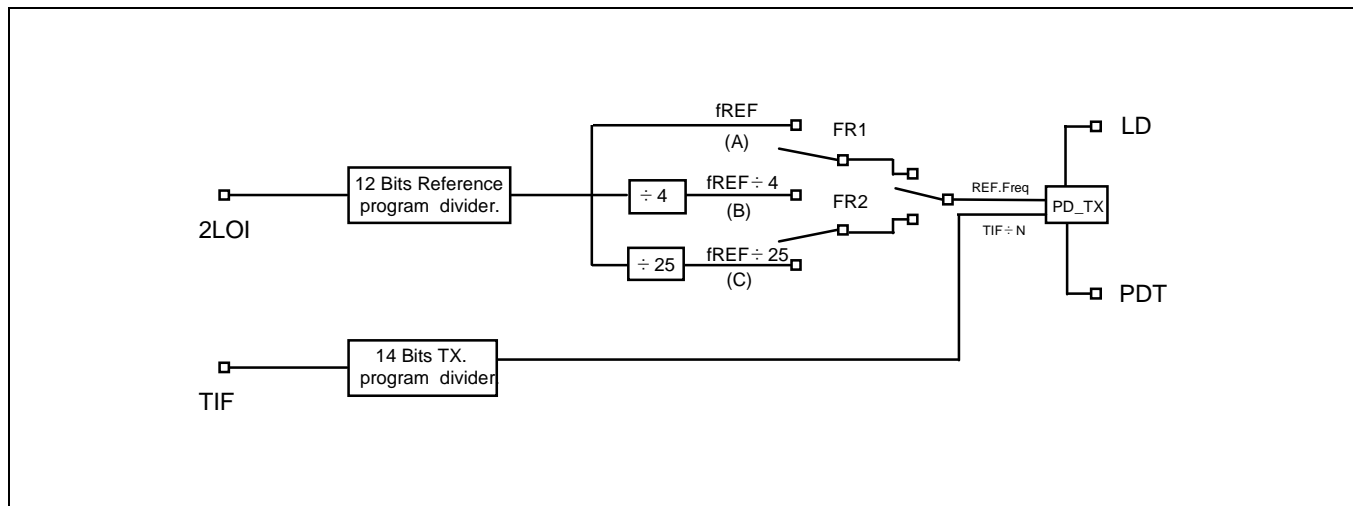 fREF
(A)
FR1
LD
12 Bits Reference
program divider.
2LOI
÷ 4
fREF ÷ 4
(B)
FR2
REF.Freq
PD_TX
TIF ÷ N
÷ 25
fREF ÷ 25
(C)
PDT
14 Bits TX.
program divider.
TIF